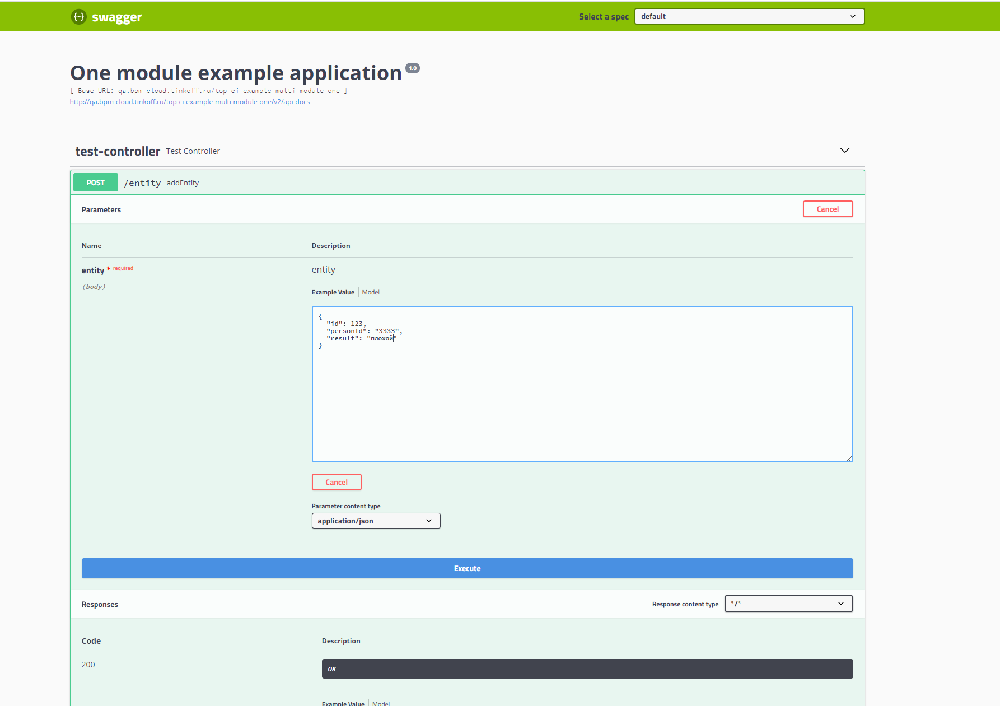 swagger
Select a spec
default
One module example application 1.0
[ Base URL: qa.bpm-cloud.tinkoff.ru/top-ci-example-multi-module-one ]
http://qa.bpm-cloud.tinkoff.ru/top-ci-example-multi-module-one/v2/api-docs
test-controller Test Controller
POST /entity addEntity
Parameters
Cancel
Name
Description
entity * required
(body)
entity
Example Value Model
{
"id": 123,
"personId": "3333",
"result": "плохой"
}
Cancel
Parameter content type
application/json
Execute
Responses
Response content type
*/*
Code
Description
200
OK
Example Value Model